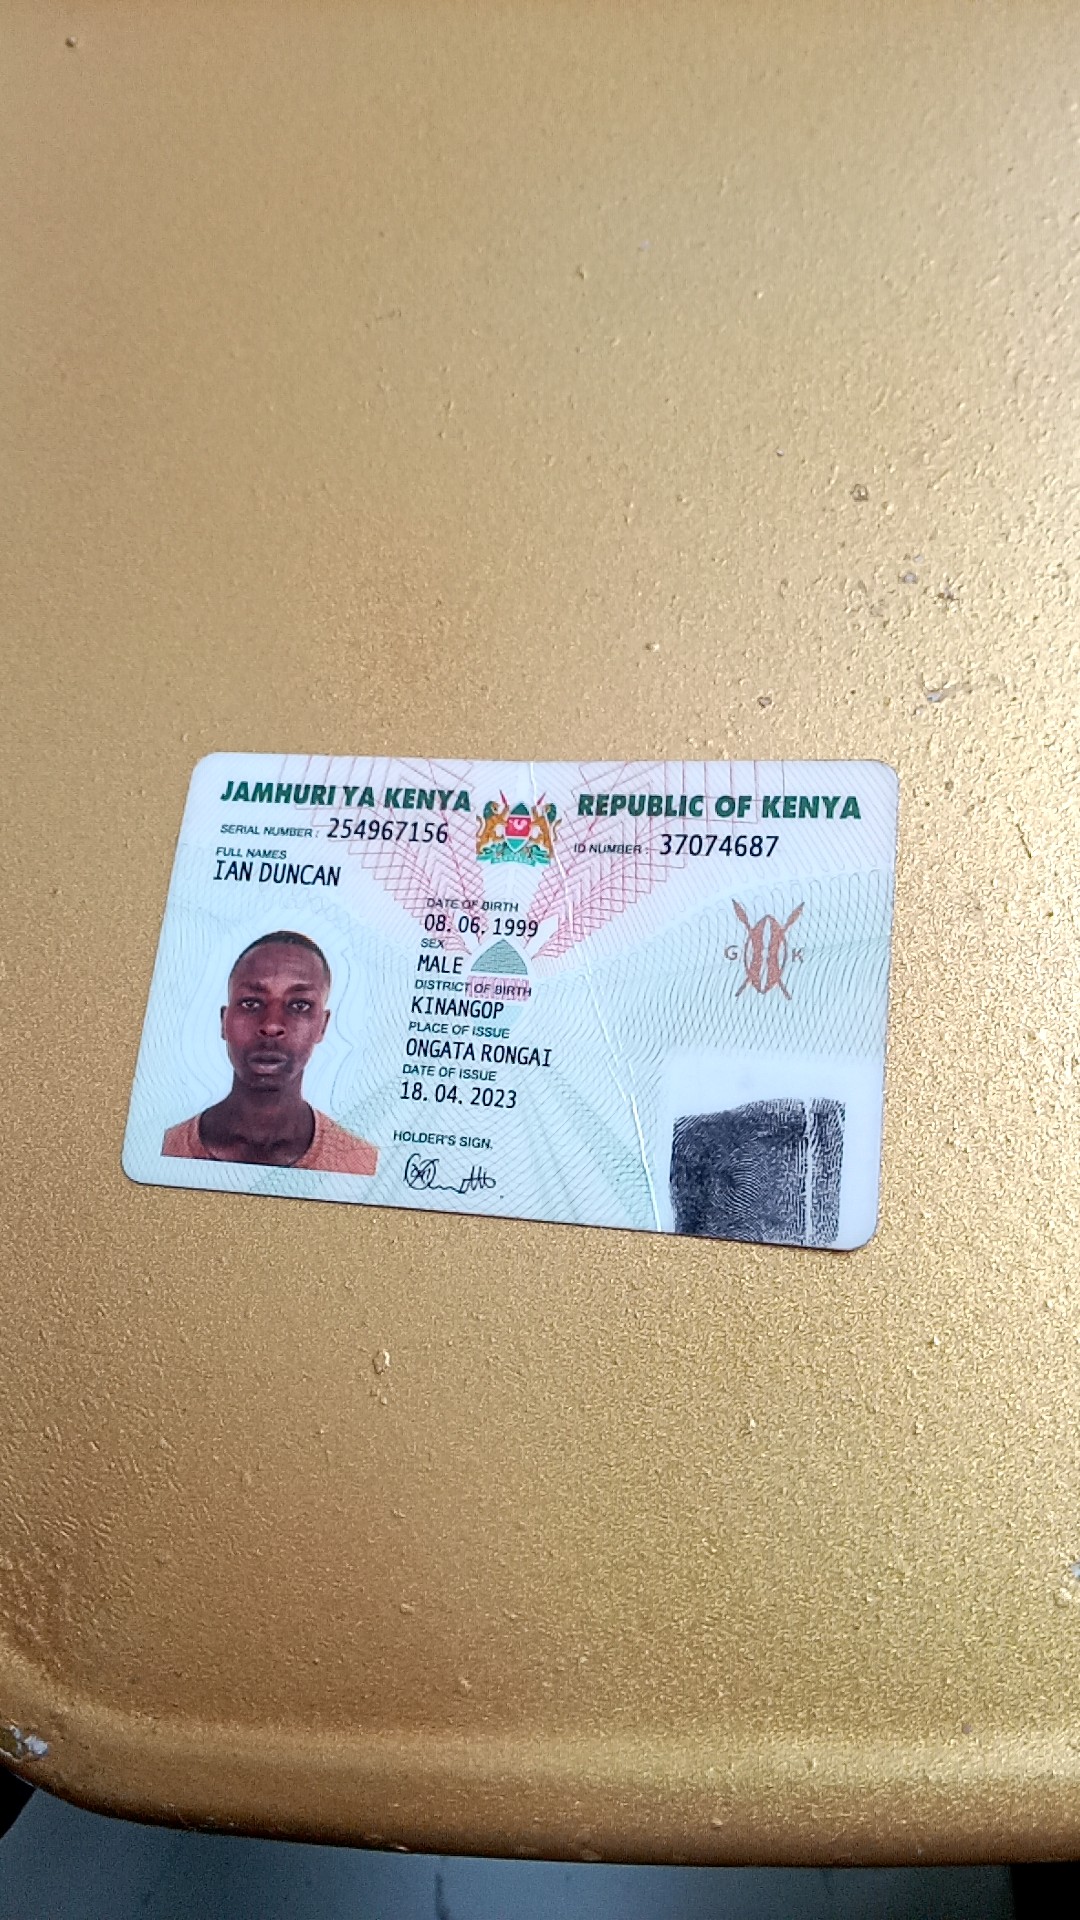 JAMHURI YA KENYA REPUBLIC OF KENYA
SERIAL NUMBER: 254967156 ID NUMBER: 37074687
FULL NAMES
IAN DUNCAN
DATE OF BIRTH
08. 06. 1999
SEX
MALE
DISTRICT OF BIRTH
KINANGOP
PLACE OF ISSUE
ONGATA RONGAI
DATE OF ISSUE
18. 04. 2023
HOLDER'S SIGN.
G K